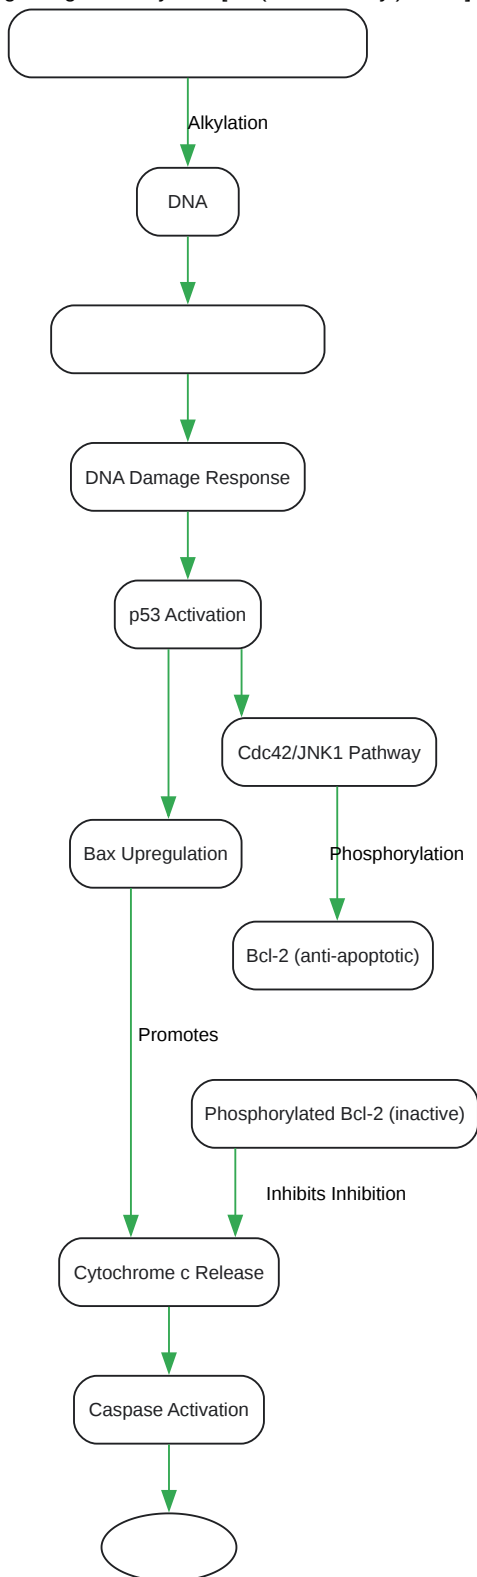 Alkylation
DNA
DNA Damage Response
p53 Activation
Cdc42/JNK1 Pathway
Bax Upregulation
Phosphorylation
Bcl-2 (anti-apoptotic)
Promotes
Phosphorylated Bcl-2 (inactive)
Inhibits Inhibition
Cytochrome c Release
Caspase Activation